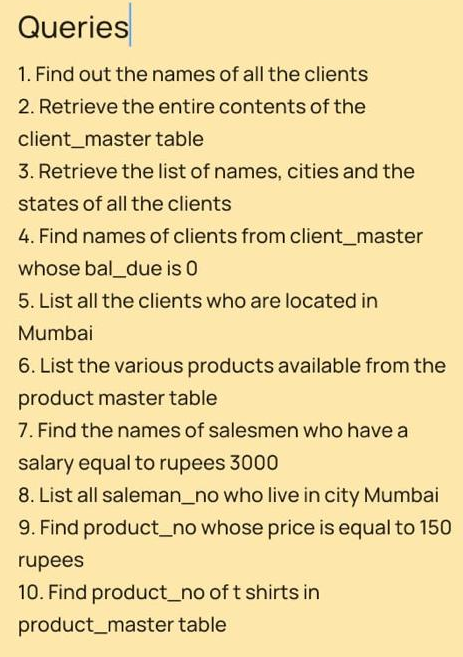 Queries
1. Find out the names of all the clients
2. Retrieve the entire contents of the
client_master table
3. Retrieve the list of names, cities and the
states of all the clients
4. Find names of clients from client_master
whose bal_due is 0
5. List all the clients who are located in
Mumbai
6. List the various products available from the
product master table
7. Find the names of salesmen who have a
salary equal to rupees 3000
8. List all saleman_no who live in city Mumbai
9. Find product_no whose price is equal to 150
rupees
10. Find product_no of t shirts in
product_master table